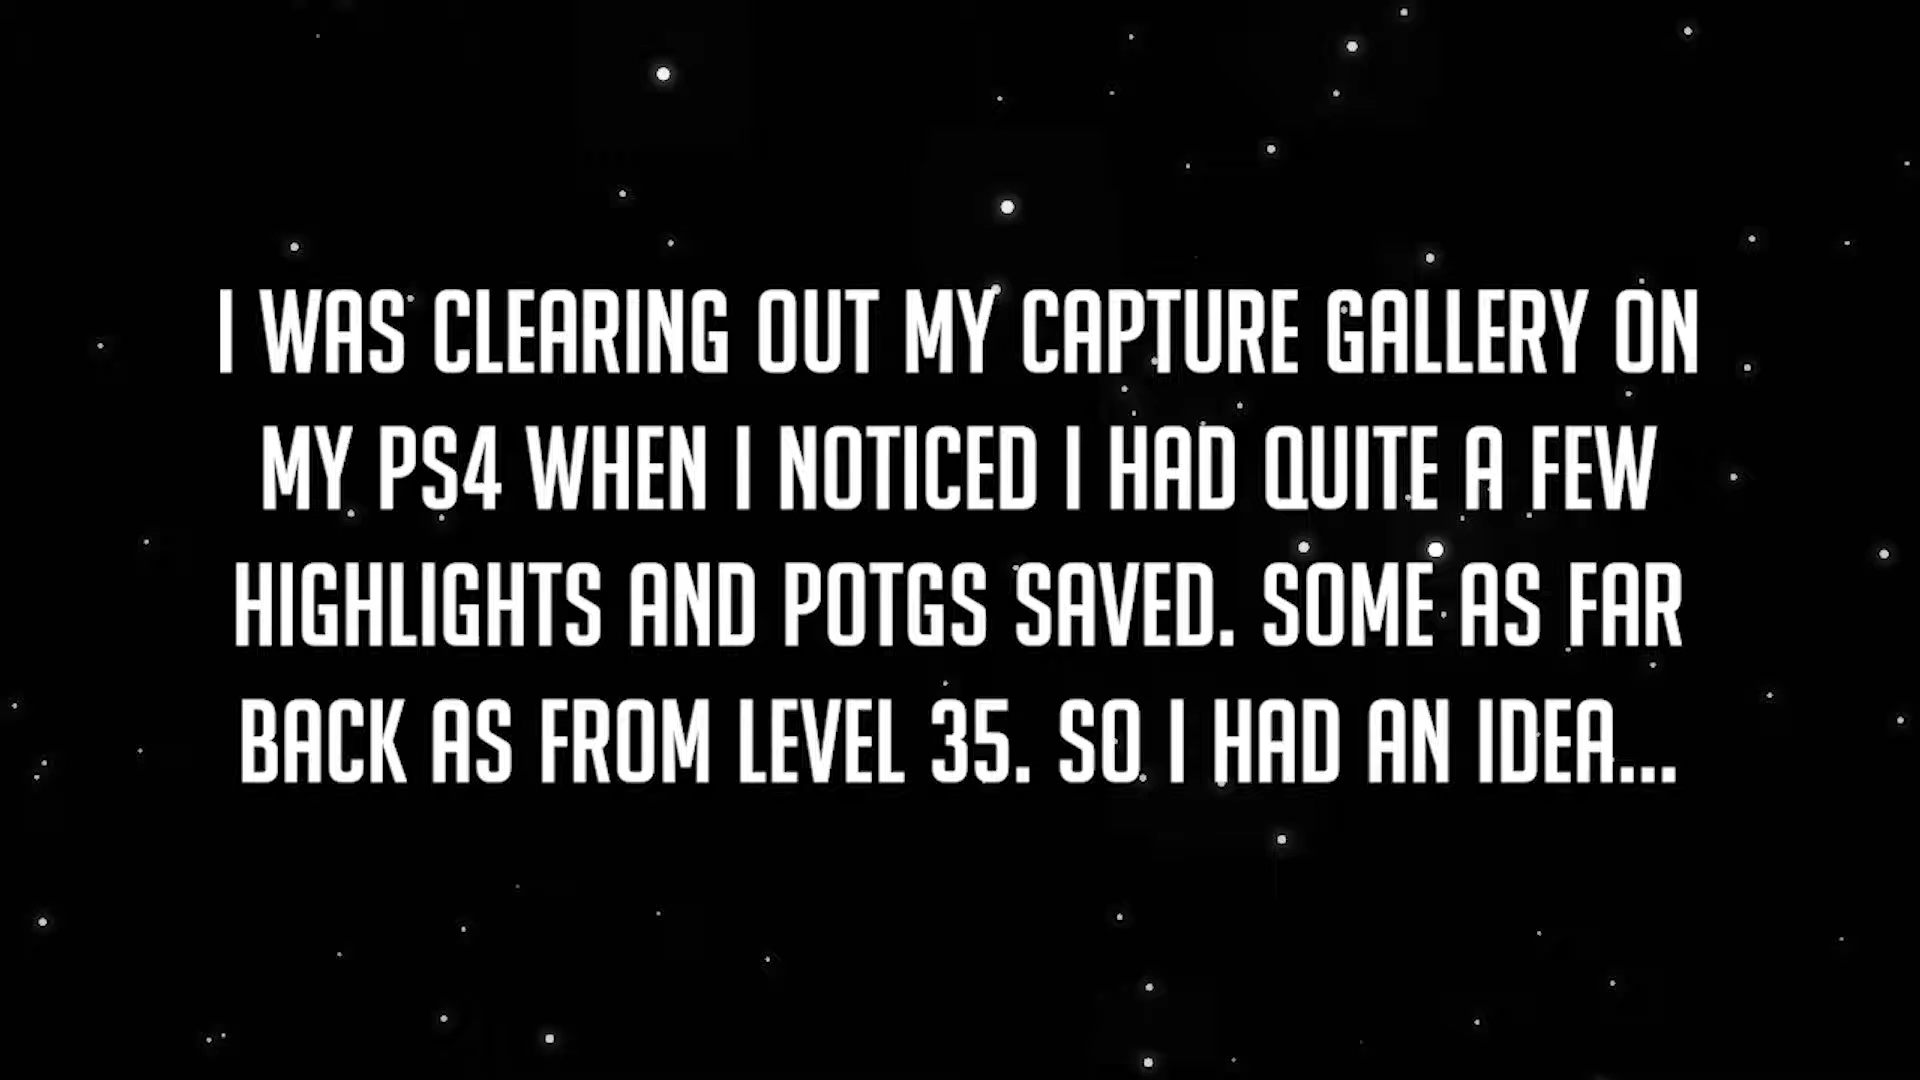 I WAS CLEARING OUT MY CAPTURE GALLERY ON
MY PS4 WHEN I NOTICED I HAD QUITE A FEW
HIGHLIGHTS AND POTGS SAVED. SOME AS FAR
BACK AS FROM LEVEL 35. SO I HAD AN IDEA...